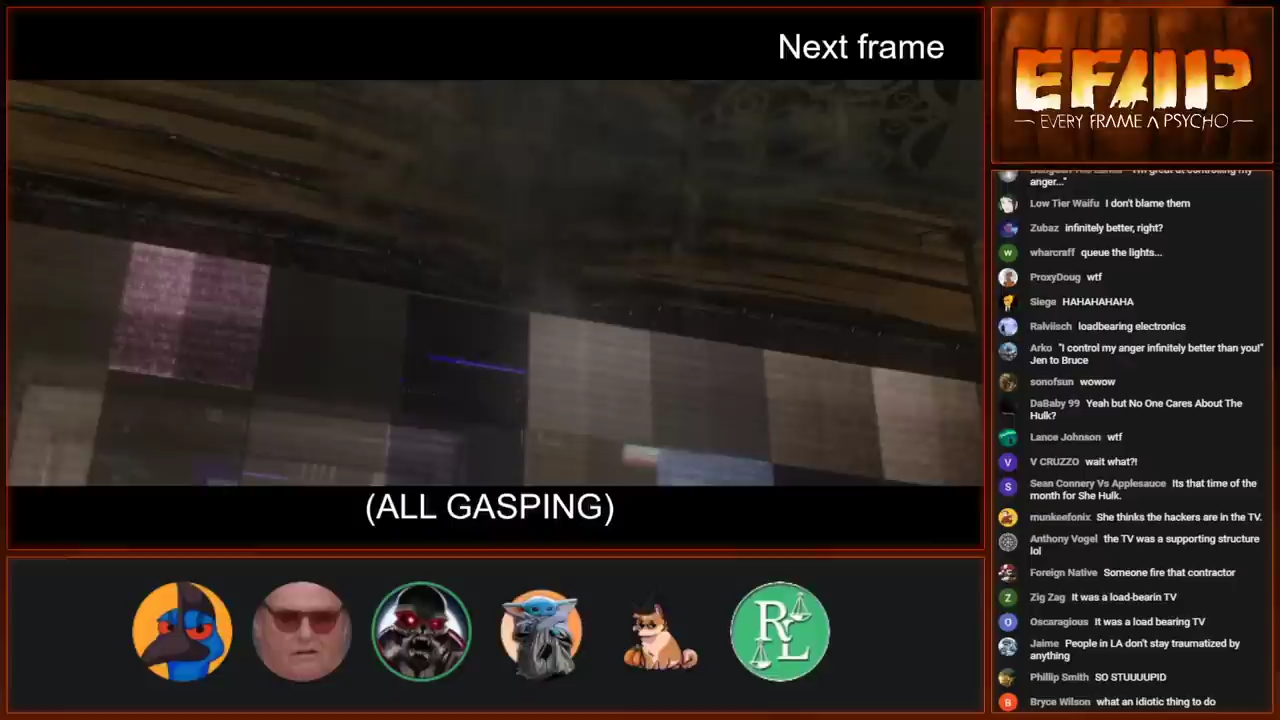 Next frame
(ALL GASPING)
EFAP
EVERY FRAME A PSYCHO
anger..."
Low Tier Waifu I don't blame them
Zubaz infinitely better, right?
w
wharcraff queue the lights...
ProxyDoug wtf
Siege HAHAHAHAHA
Ralviisch loadbearing electronics
Arko "I control my anger infinitely better than you!"
Jen to Bruce
sonofsun wowow
DaBaby 99 Yeah but No One Cares About The
Hulk?
Lance Johnson wtf
V
V CRUZZO wait what?!
S
Sean Connery Vs Applesauce Its that time of the
month for She Hulk.
munkeefonix She thinks the hackers are in the TV.
Anthony Vogel the TV was a supporting structure
lol
Foreign Native Someone fire that contractor
Z
Zig Zag It was a load-bearin TV
O
Oscaragious It was a load bearing TV
Jaime People in LA don't stay traumatized by
anything
Phillip Smith SO STUUUUPID
B
Bryce Wilson what an idiotic thing to do
RL